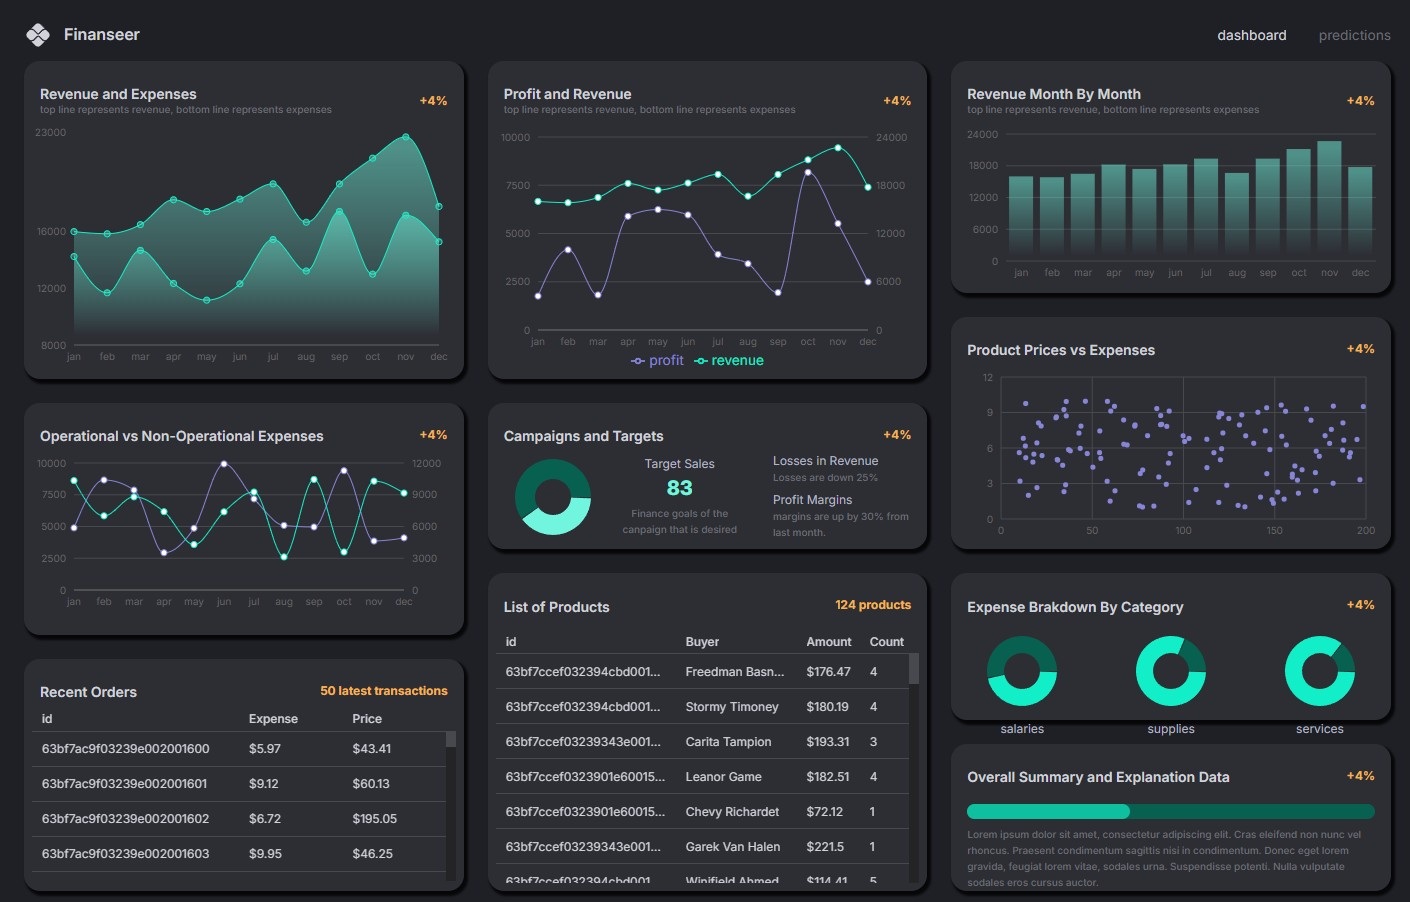 Finanseer
dashboard
predictions
Revenue and Expenses
+4%
top line represents revenue, bottom line represents expenses
23000
16000
12000
8000
jan feb mar apr may jun jul aug sep oct nov dec
Operational vs Non-Operational Expenses
+4%
10000 12000
7500 9000
5000 6000
2500 3000
0 0
jan feb mar apr may jun jul aug sep oct nov dec
Recent Orders
50 latest transactions
id Expense Price
63bf7ac9f03239e002001600 $5.97 $43.41
63bf7ac9f03239e002001601 $9.12 $60.13
63bf7ac9f03239e002001602 $6.72 $195.05
63bf7ac9f03239e002001603 $9.95 $46.25
Profit and Revenue
+4%
top line represents revenue, bottom line represents expenses
10000 24000
7500 18000
5000 12000
2500 6000
0 0
jan feb mar apr may jun jul aug sep oct nov dec
profit revenue
Campaigns and Targets
+4%
Target Sales
83
Finance goals of the
canpaign that is desired
Losses in Revenue
Losses are down 25%
Profit Margins
margins are up by 30% from
last month.
List of Products
124 products
id Buyer Amount Count
63bf7ccef032394cbd001... Freedman Basn... $176.47 4
63bf7ccef032394cbd001... Stormy Timoney $180.19 4
63bf7ccef03239343e001... Carita Tampion $193.31 3
63bf7ccef0323901e60015... Leanor Game $182.51 4
63bf7ccef0323901e60015... Chevy Richardet $72.12 1
63bf7ccef03239343e001... Garek Van Halen $221.5 1
63bf7ccef032394cbd001... Winifield Ahmed $114.41 5
Revenue Month By Month
+4%
top line represents revenue, bottom line represents expenses
24000
18000
12000
6000
0
jan feb mar apr may jun jul aug sep oct nov dec
Product Prices vs Expenses
+4%
12
9
6
3
0
0 50 100 150 200
Expense Brakdown By Category
+4%
salaries supplies services
Overall Summary and Explanation Data
+4%
Lorem ipsum dolor sit amet, consectetur adipiscing elit. Cras eleifend non nunc vel
rhoncus. Praesent condimentum sagittis nisi in condimentum. Donec eget lorem
gravida, feugiat lorem vitae, sodales urna. Suspendisse potenti. Nulla vulputate
sodales eros cursus auctor.